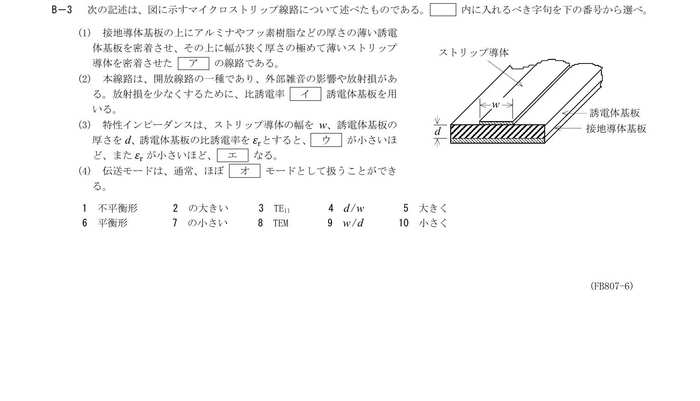 B－3 次の記述は、図に示すマイクロストリップ線路について述べたものである。 内に入れるべき字句を下の番号から選べ。
(1) 接地導体基板の上にアルミナやフッ素樹脂などの厚さの薄い誘電
体基板を密着させ、その上に幅が狭く厚さの極めて薄いストリップ
導体を密着させた ア の線路である。
(2) 本線路は、開放線路の一種であり、外部雑音の影響や放射損があ
る。放射損を少なくするために、比誘電率 イ 誘電体基板を用
いる。
(3) 特性インピーダンスは、ストリップ導体の幅を w、誘電体基板の
厚さを d、誘電体基板の比誘電率を εrとすると、 ウ が小さいほ
ど、また εr が小さいほど、 エ なる。
(4) 伝送モードは、通常、ほぼ オ モードとして扱うことができ
る。
ストリップ導体
w
d
誘電体基板
接地導体基板
1 不平衡形 2 の大きい 3 TE11 4 d/w 5 大きく
6 平衡形 7 の小さい 8 TEM 9 w/d 10 小さく
(FB807-6)